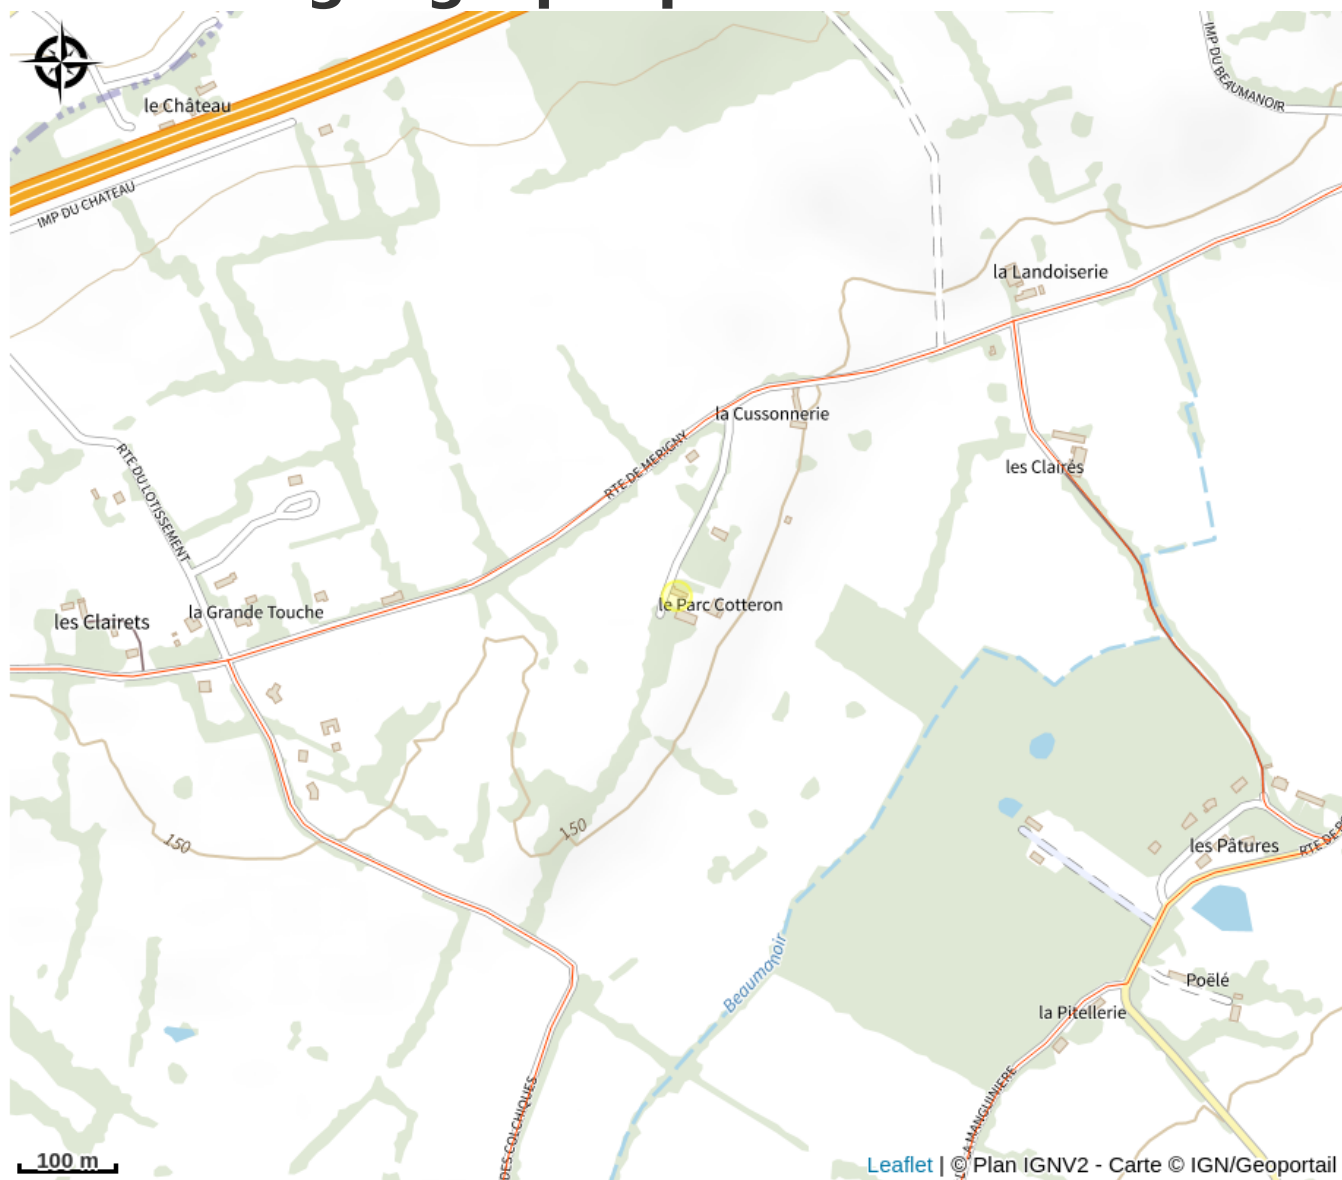 IMP DU BEAUMANOIR
le Château
IMP DU CHATEAU
la Landoiserie
la Cussonnerie
RTE DE MERIGNY
les Claires
RTE DU LOTISSEMENT
le Parc Cotteron
la Grande Touche
les Clairets
150
150
les Pâtures
RTE DE
Beaumanoir
Poëlé
la Pitellerie
LA MANGUINIERE
DES COLCHIQUES
100 m
Leaflet | © Plan IGNV2 - Carte © IGN/Geoportail